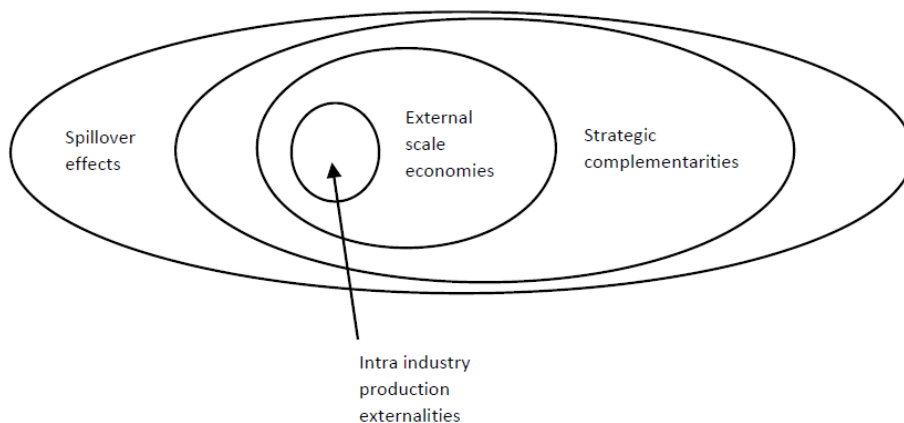 Spillover
effects
External
scale
economies
Strategic
complementarities
Intra industry
production
externalities